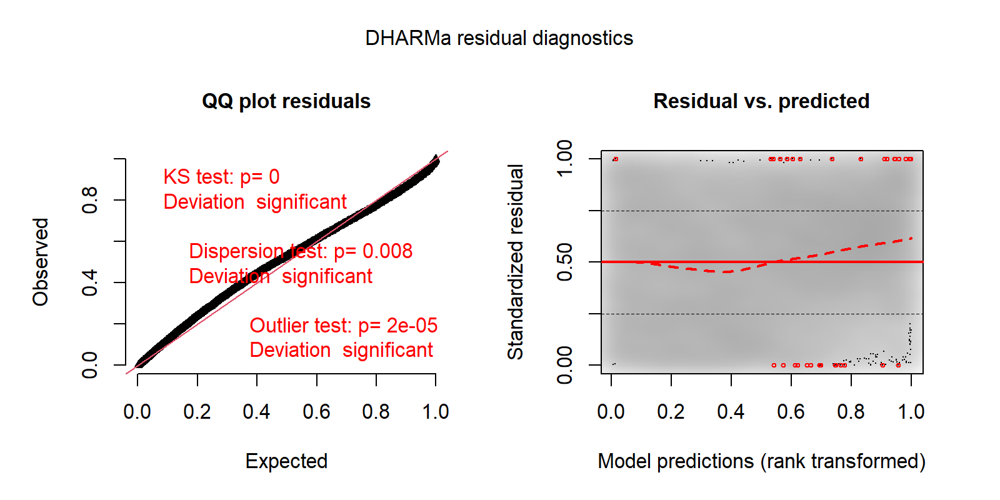 DHARMa residual diagnostics
QQ plot residuals
KS test: p= 0
Deviation  significant
Dispersion test: p= 0.008
Deviation  significant
Outlier test: p= 2e-05
Deviation  significant
Observed
0.0
0.4
0.8
0.0 0.2 0.4 0.6 0.8 1.0
Expected
Residual vs. predicted
Standardized residual
0.00
0.50
1.00
0.0 0.2 0.4 0.6 0.8 1.0
Model predictions (rank transformed)